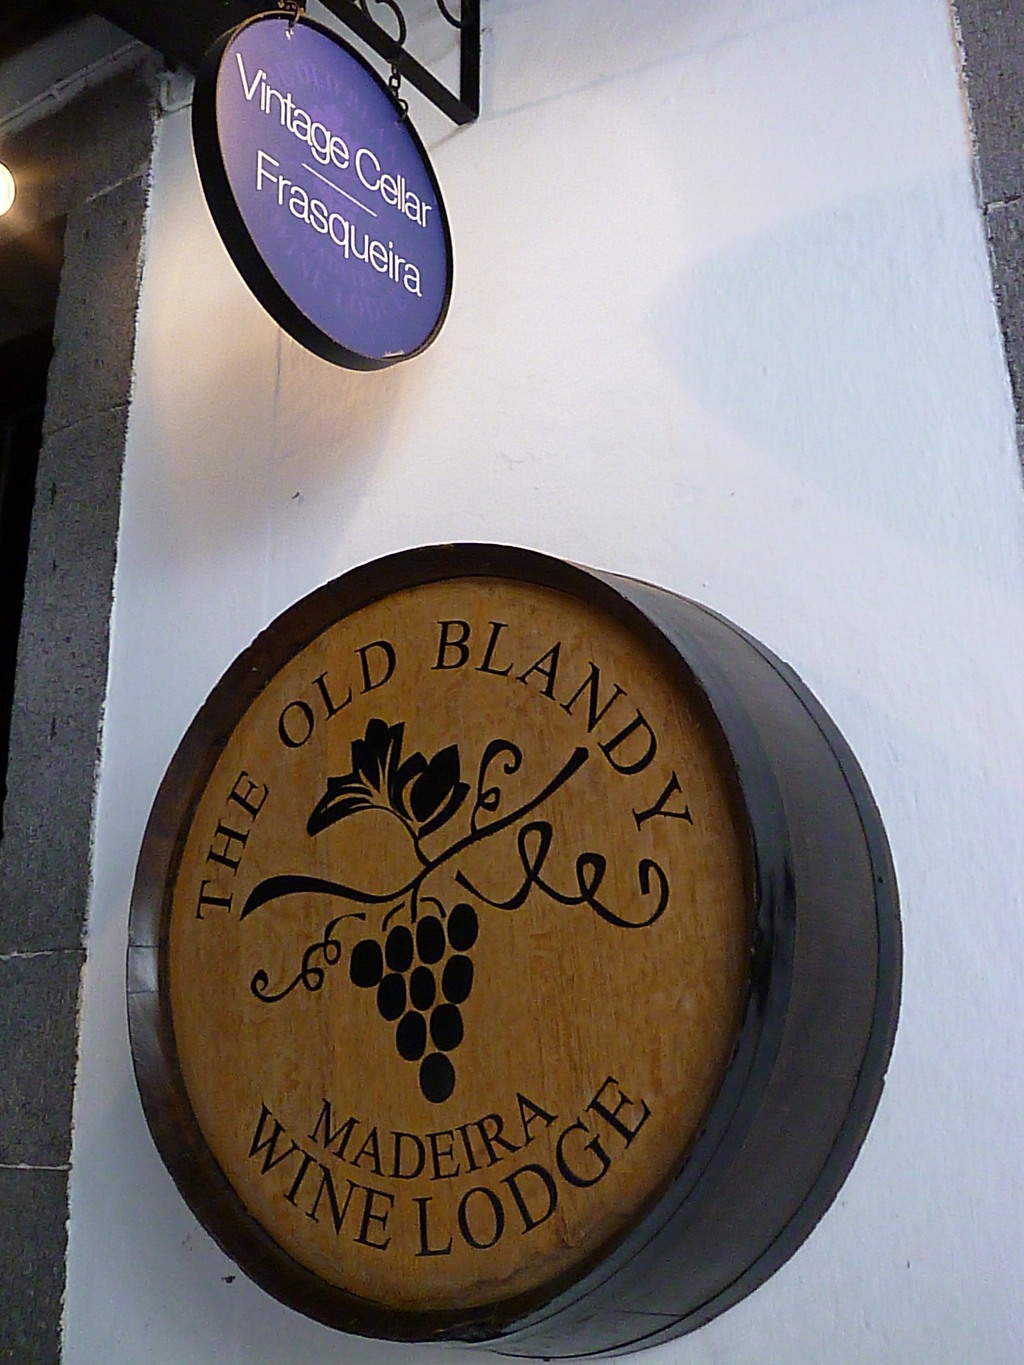 Vintage Cellar
Frasqueira
THE OLD BLANDY
MADEIRA
WINE LODGE